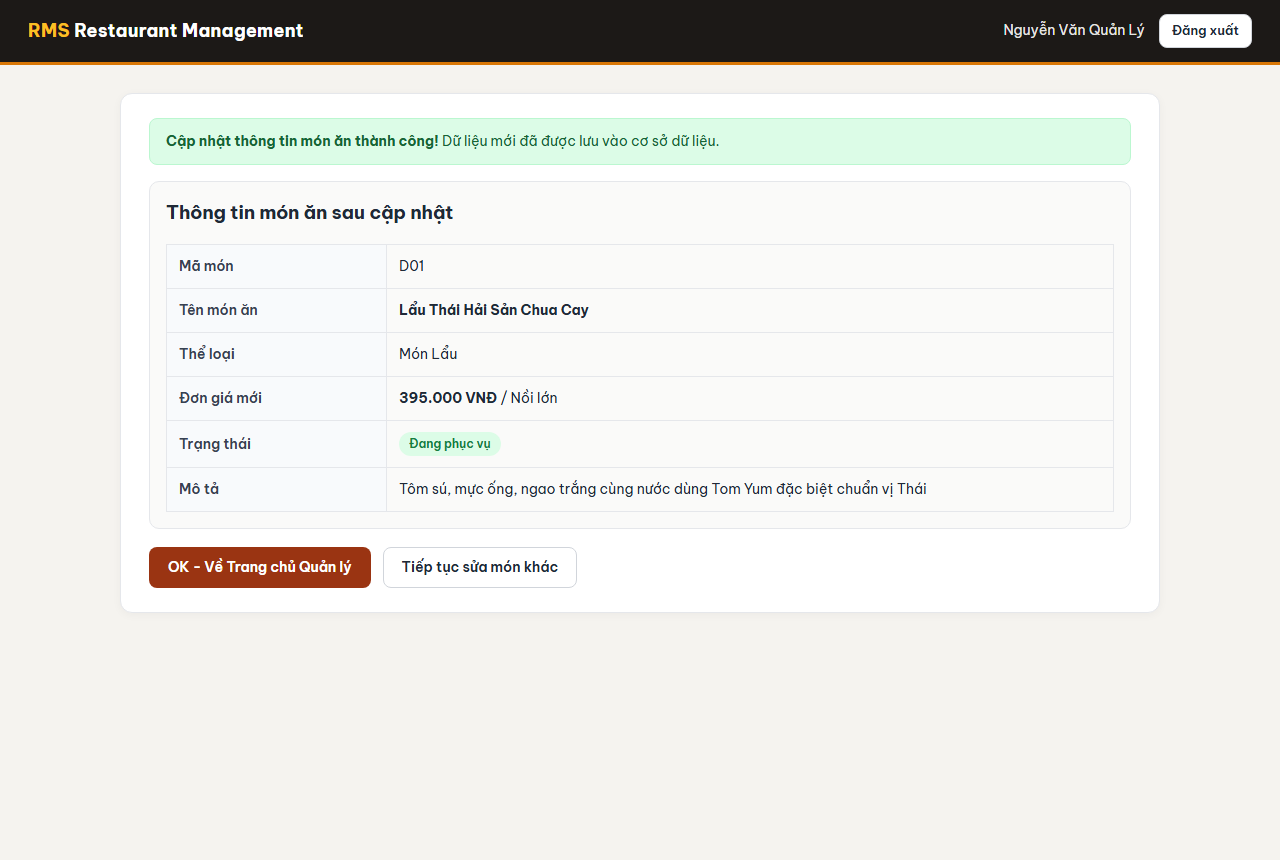 RMS Restaurant Management
Nguyễn Văn Quản Lý
Đăng xuất
Cập nhật thông tin món ăn thành công! Dữ liệu mới đã được lưu vào cơ sở dữ liệu.
Thông tin món ăn sau cập nhật
Mã món D01
Tên món ăn Lẩu Thái Hải Sản Chua Cay
Thể loại Món Lẩu
Đơn giá mới 395.000 VNĐ / Nồi lớn
Trạng thái Đang phục vụ
Mô tả Tôm sú, mực ống, ngao trắng cùng nước dùng Tom Yum đặc biệt chuẩn vị Thái
OK - Về Trang chủ Quản lý
Tiếp tục sửa món khác